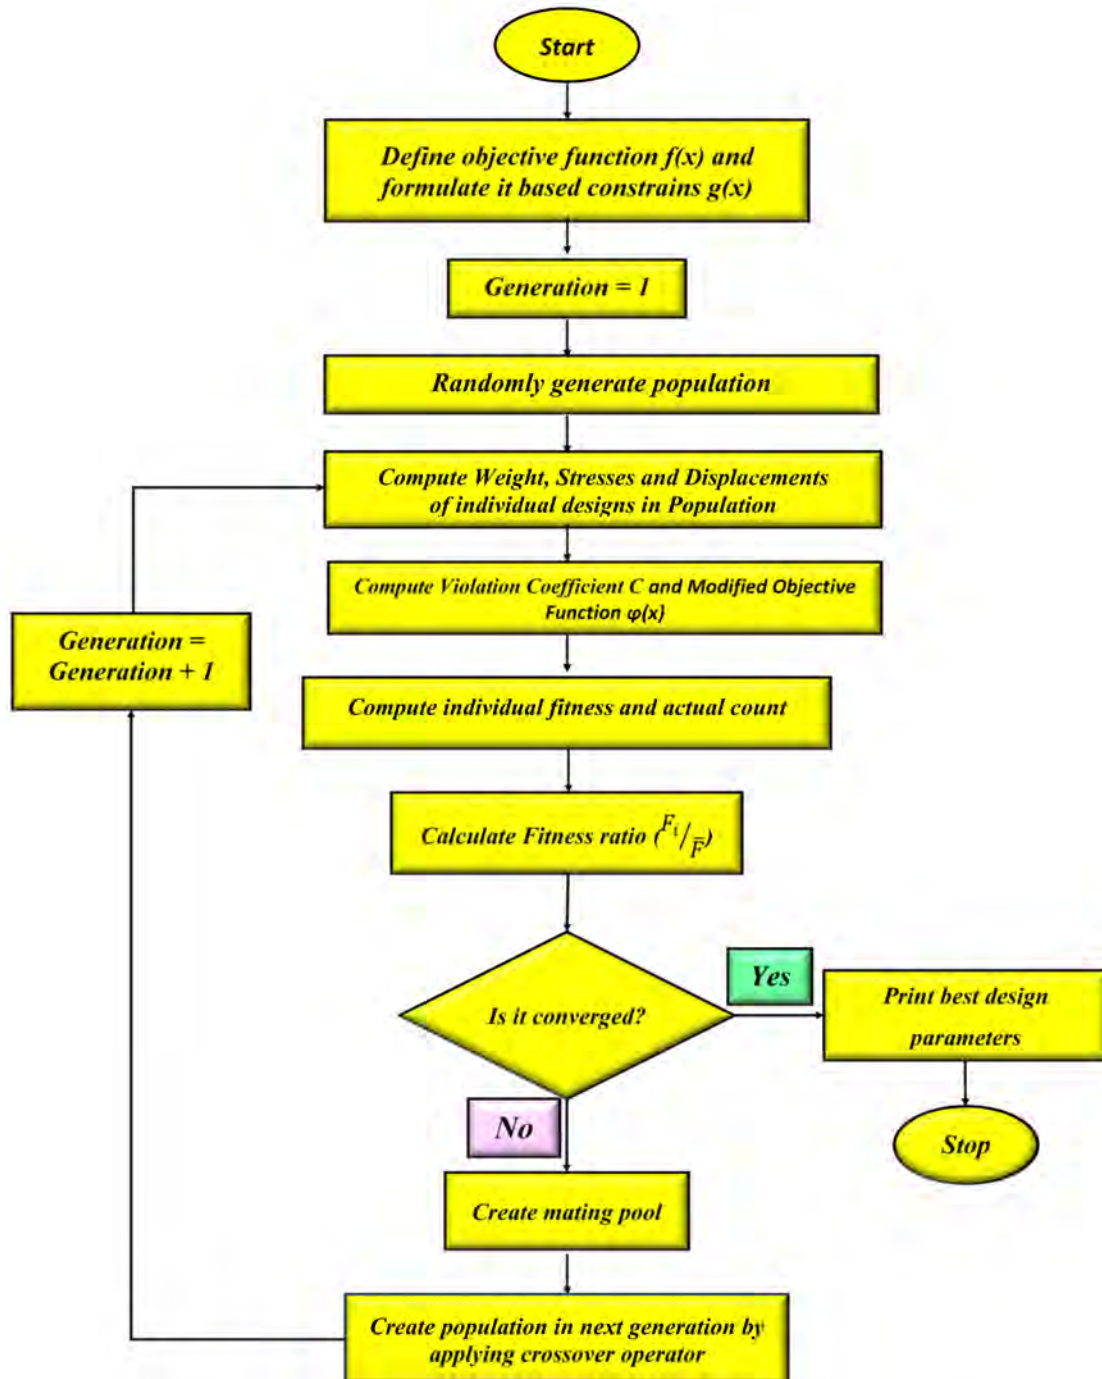 Start
Define objective function f(x) and
formulate it based constrains g(x)
Generation = 1
Randomly generate population
Compute Weight, Stresses and Displacements
of individual designs in Population
Compute Violation Coefficient C and Modified Objective
Function φ(x)
Generation =
Generation + 1
Compute individual fitness and actual count
Calculate Fitness ratio (Fᵢ/F̅)
Is it converged?
Yes
Print best design
parameters
No
Stop
Create mating pool
Create population in next generation by
applying crossover operator